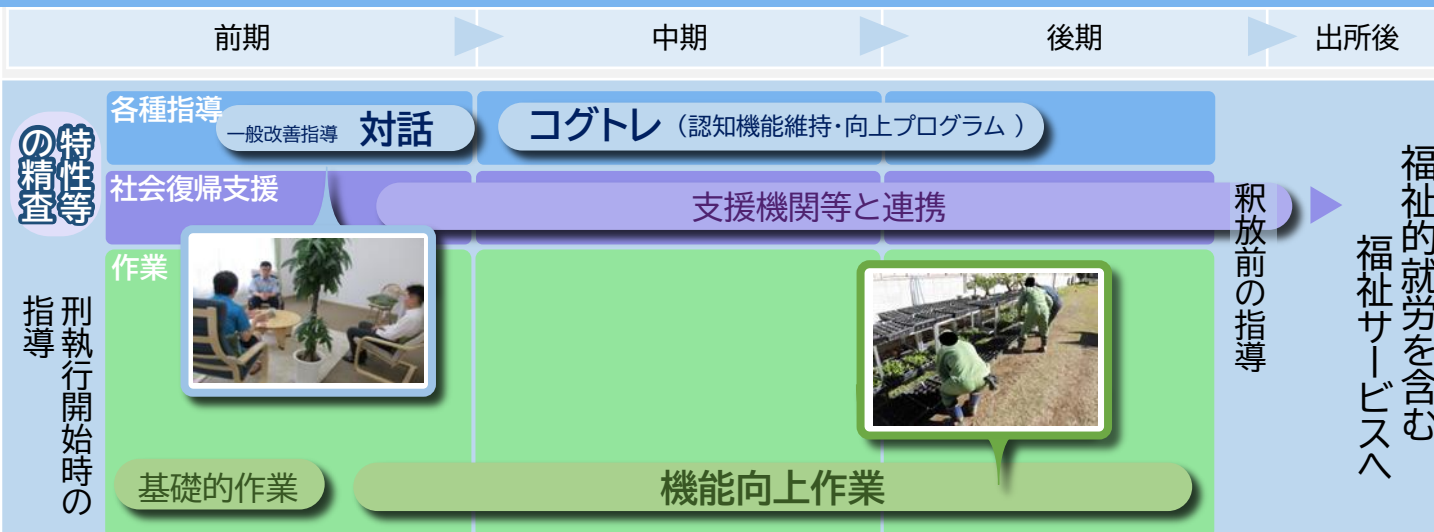 前期
中期
後期
出所後
特性等
の精査
刑執行開始時の
指導
各種指導
一般改善指導 対話
コグトレ（認知機能維持・向上プログラム ）
社会復帰支援
支援機関等と連携
作業
基礎的作業
機能向上作業
釈放前の指導
福祉的就労を含む
福祉サービスへ